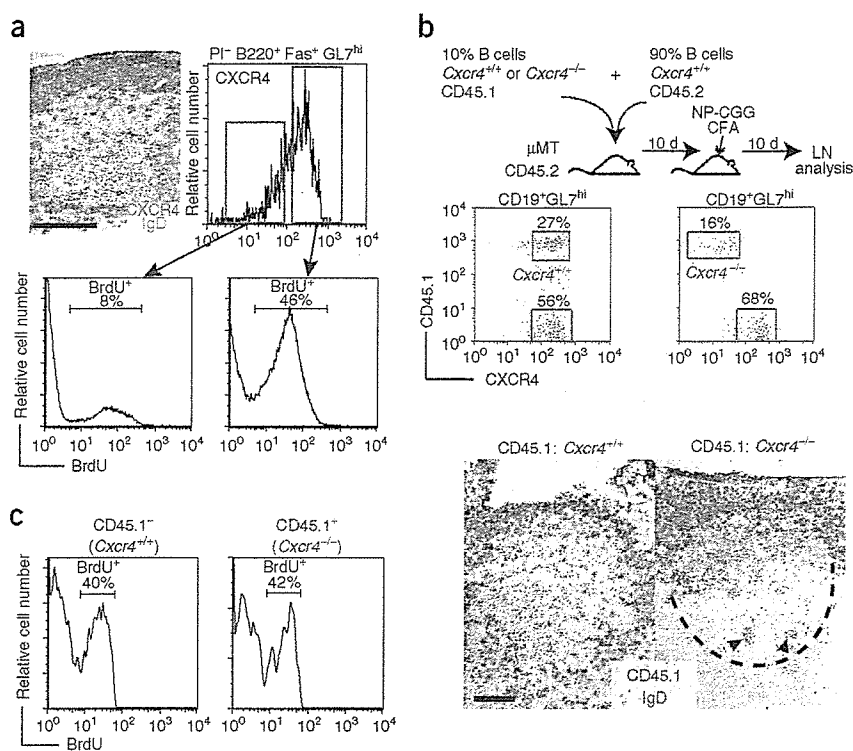 a
PI⁻ B220⁺ Fas⁺ GL7ʰⁱ
CXCR4
Relative cell number
CXCR4
IgD
10⁰ 10¹ 10² 10³ 10⁴
BrdU⁺
8%
BrdU⁺
46%
Relative cell number
10⁰ 10¹ 10² 10³ 10⁴
10⁰ 10¹ 10² 10³ 10⁴
BrdU
b
10% B cells
Cxcr4⁺/⁺ or Cxcr4⁻/⁻
CD45.1
+
90% B cells
Cxcr4⁺/⁺
CD45.2
NP-CGG
CFA
µMT
CD45.2
10 d
10 d
LN
analysis
CD19⁺GL7ʰⁱ
CD19⁺GL7ʰⁱ
10⁴
10³
10²
10¹
10⁰
27%
Cxcr4⁺/⁺
56%
16%
Cxcr4⁻/⁻
68%
CD45.1
10⁰ 10¹ 10² 10³ 10⁴
10⁰ 10¹ 10² 10³ 10⁴
CXCR4
CD45.1: Cxcr4⁺/⁺
CD45.1: Cxcr4⁻/⁻
CD45.1
IgD
c
CD45.1⁻
(Cxcr4⁺/⁺)
BrdU⁺
40%
CD45.1⁺
(Cxcr4⁻/⁻)
BrdU⁺
42%
Relative cell number
10⁰ 10¹ 10² 10³ 10⁴
10⁰ 10¹ 10² 10³ 10⁴
BrdU